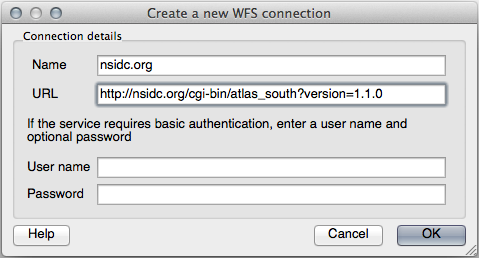 Create a new WFS connection
Connection details
Name
nsidc.org
URL
http://nsidc.org/cgi-bin/atlas_south?version=1.1.0
If the service requires basic authentication, enter a user name and
optional password
User name
Password
Help
Cancel
OK